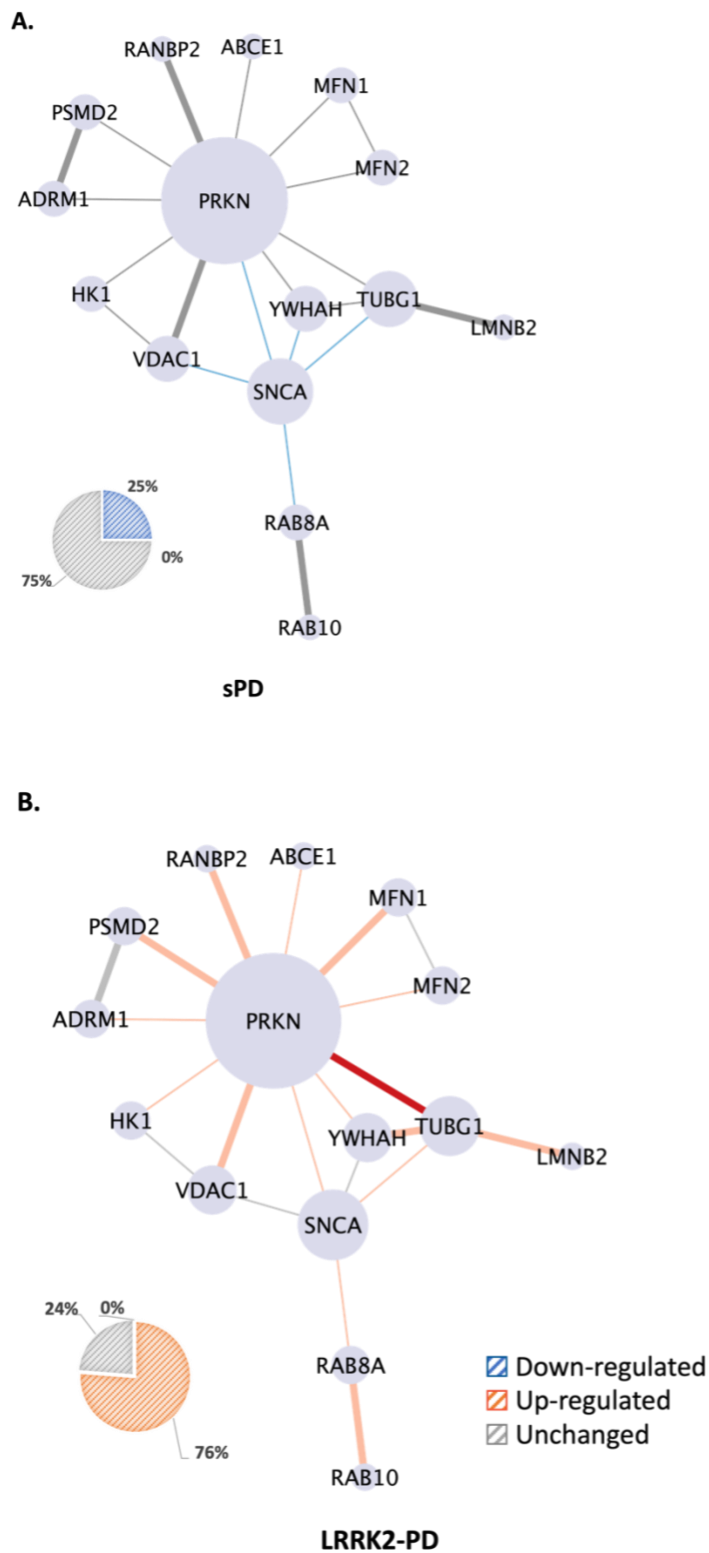 A.
RANBP2
ABCE1
MFN1
PSMD2
MFN2
ADRM1
PRKN
HK1
YWHAH
TUBG1
LMNB2
VDAC1
SNCA
25%
RAB8A
0%
75%
RAB10
sPD
B.
RANBP2
ABCE1
MFN1
PSMD2
MFN2
ADRM1
PRKN
HK1
YWHAH
TUBG1
LMNB2
VDAC1
SNCA
24%
0%
RAB8A
Down-regulated
Up-regulated
Unchanged
76%
RAB10
LRRK2-PD